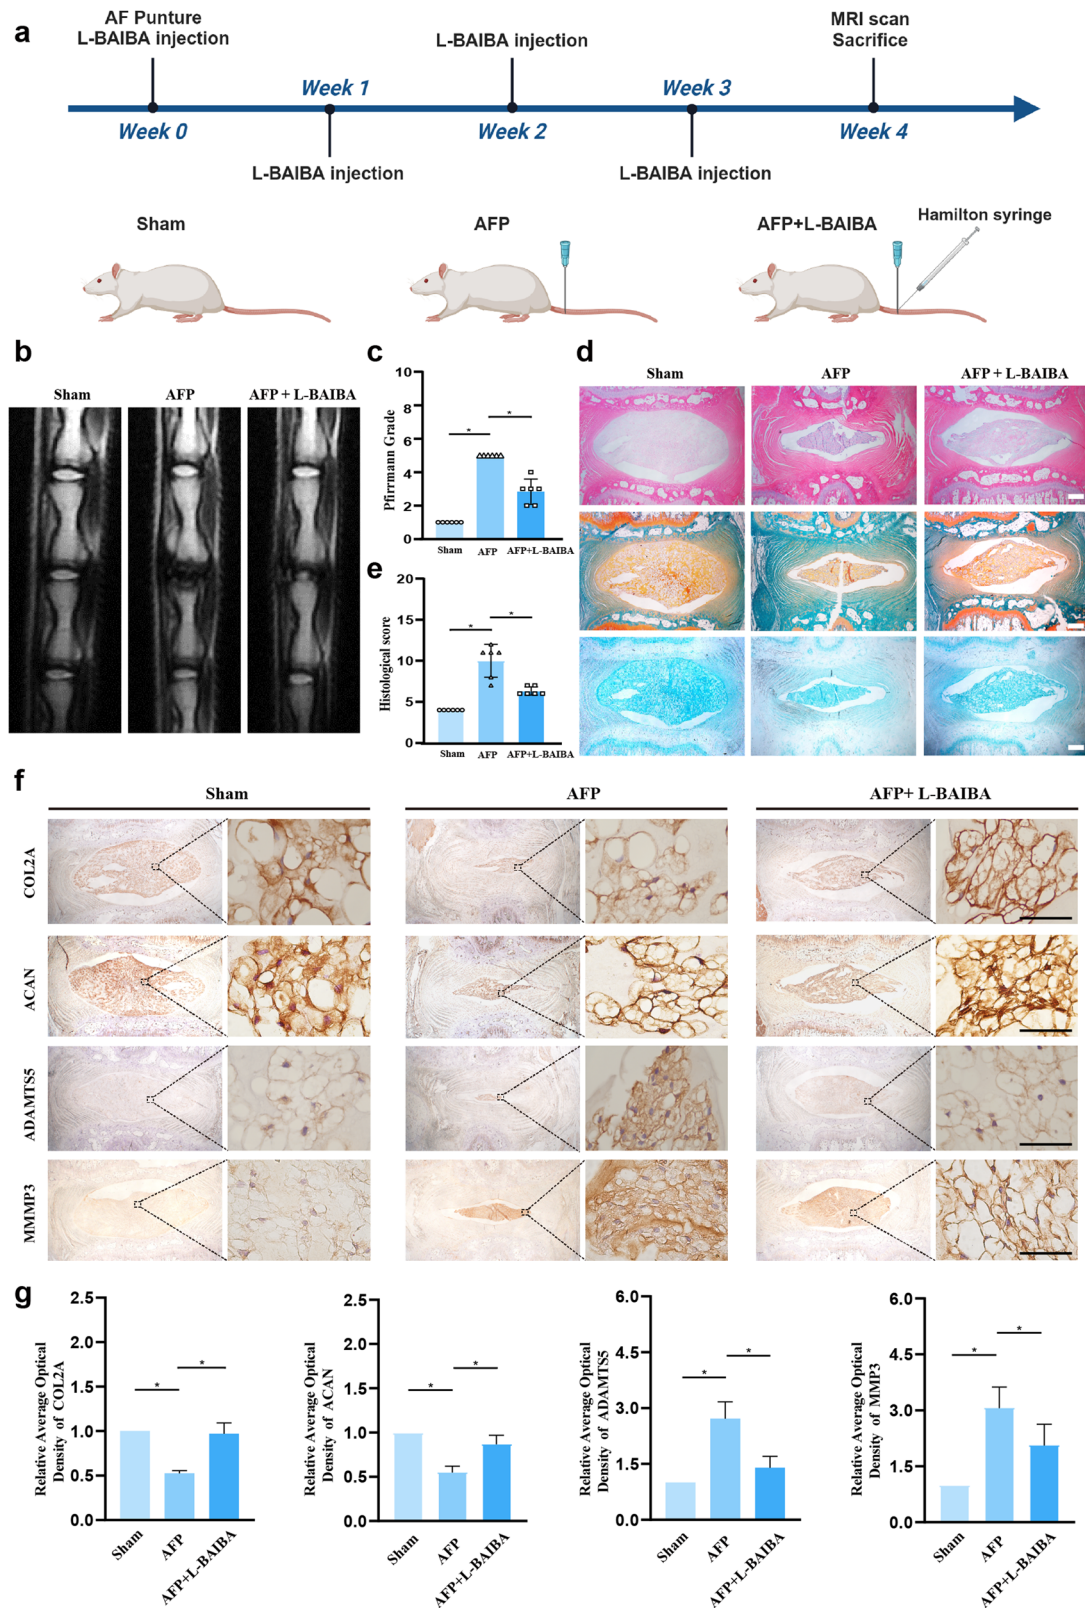 a
AF Punture
L-BAIBA injection
L-BAIBA injection
MRI scan
Sacrifice
Week 1
Week 3
Week 0
Week 2
Week 4
L-BAIBA injection
L-BAIBA injection
Sham
AFP
AFP+L-BAIBA
Hamilton syringe
b
Sham
AFP
AFP + L-BAIBA
c
Pfirrmann Grade
10
8
6
4
2
0
*
*
Sham
AFP
AFP+L-BAIBA
d
Sham
AFP
AFP + L-BAIBA
e
Histological score
20
15
10
5
0
*
*
Sham
AFP
AFP+L-BAIBA
f
Sham
AFP
AFP+ L-BAIBA
COL2A
ACAN
ADAMTS5
MMMP3
g
Relative Average Optical
Density of COL2A
2.5
2.0
1.5
1.0
0.5
0.0
*
*
Sham
AFP
AFP+L-BAIBA
Relative Average Optical
Density of ACAN
2.5
2.0
1.5
1.0
0.5
0.0
*
*
Sham
AFP
AFP+L-BAIBA
Relative Average Optical
Density of ADAMTS5
6.0
4.5
3.0
1.5
0.0
*
*
Sham
AFP
AFP+L-BAIBA
Relative Average Optical
Density of MMP3
6.0
4.5
3.0
1.5
0.0
*
*
Sham
AFP
AFP+L-BAIBA